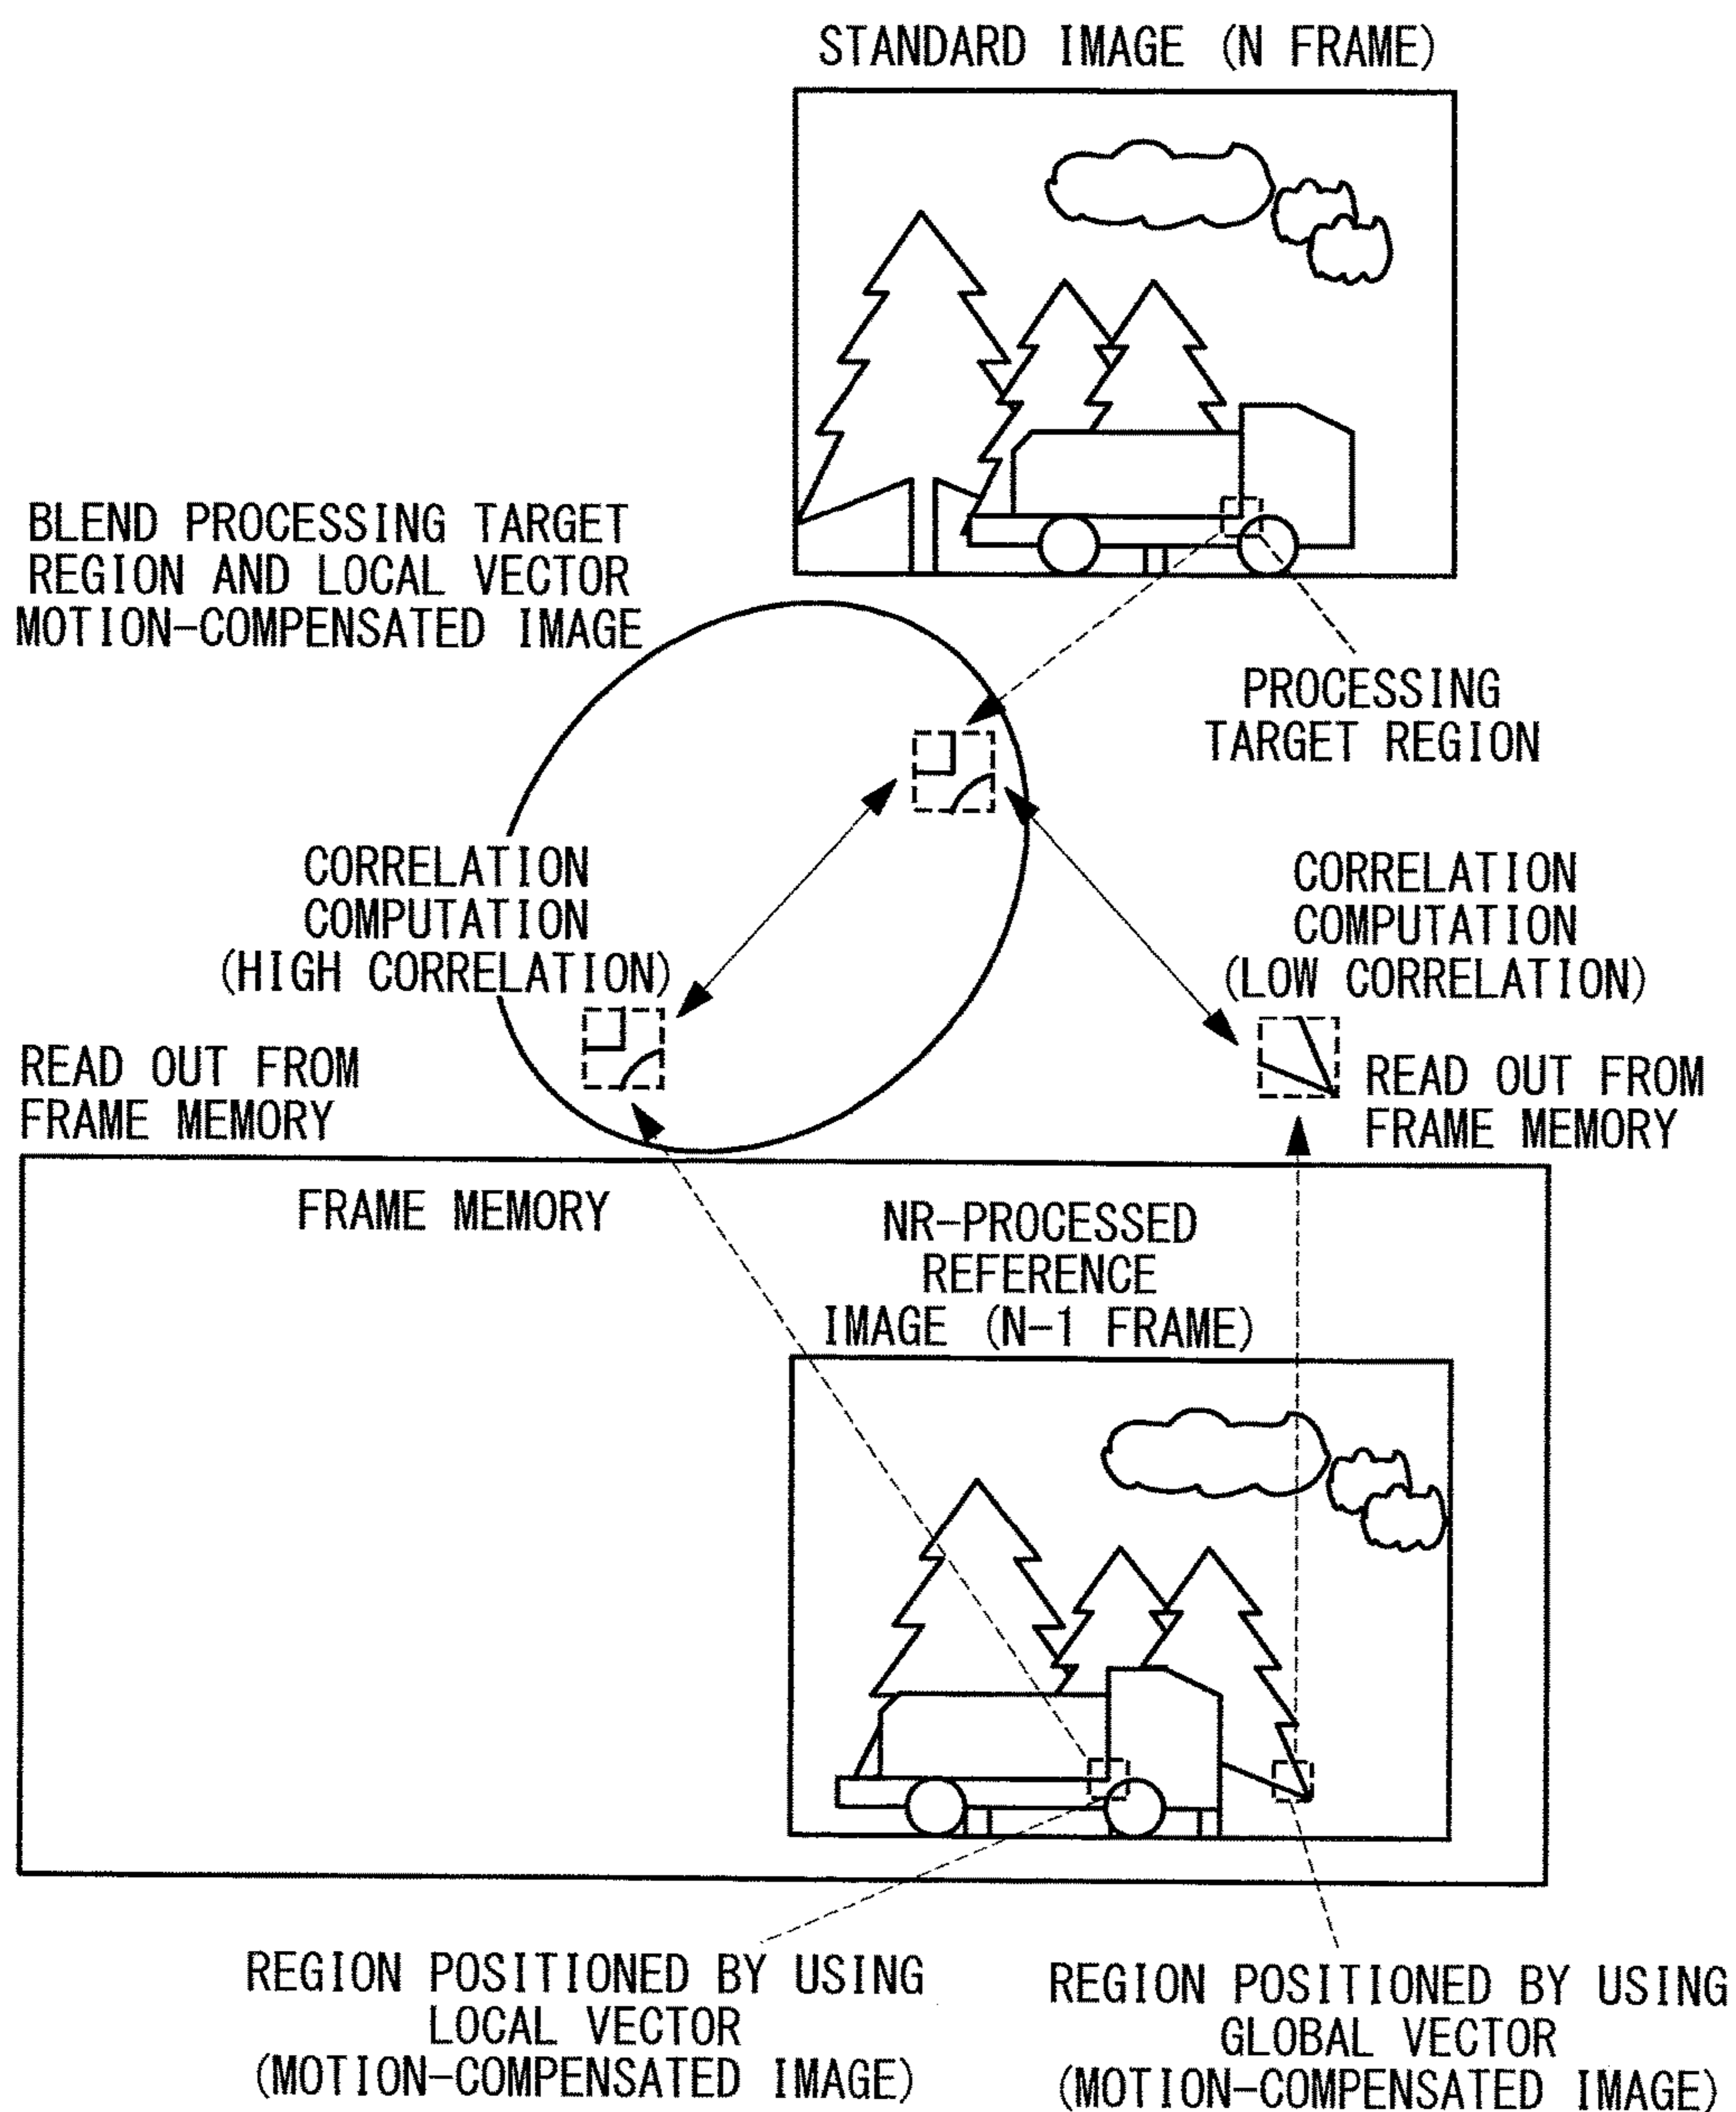 STANDARD IMAGE (N FRAME)
BLEND PROCESSING TARGET
REGION AND LOCAL VECTOR
MOTION-COMPENSATED IMAGE
PROCESSING
TARGET REGION
CORRELATION
COMPUTATION
(HIGH CORRELATION)
CORRELATION
COMPUTATION
(LOW CORRELATION)
READ OUT FROM
FRAME MEMORY
READ OUT FROM
FRAME MEMORY
FRAME MEMORY
NR-PROCESSED
REFERENCE
IMAGE (N-1 FRAME)
REGION POSITIONED BY USING
LOCAL VECTOR
(MOTION-COMPENSATED IMAGE)
REGION POSITIONED BY USING
GLOBAL VECTOR
(MOTION-COMPENSATED IMAGE)